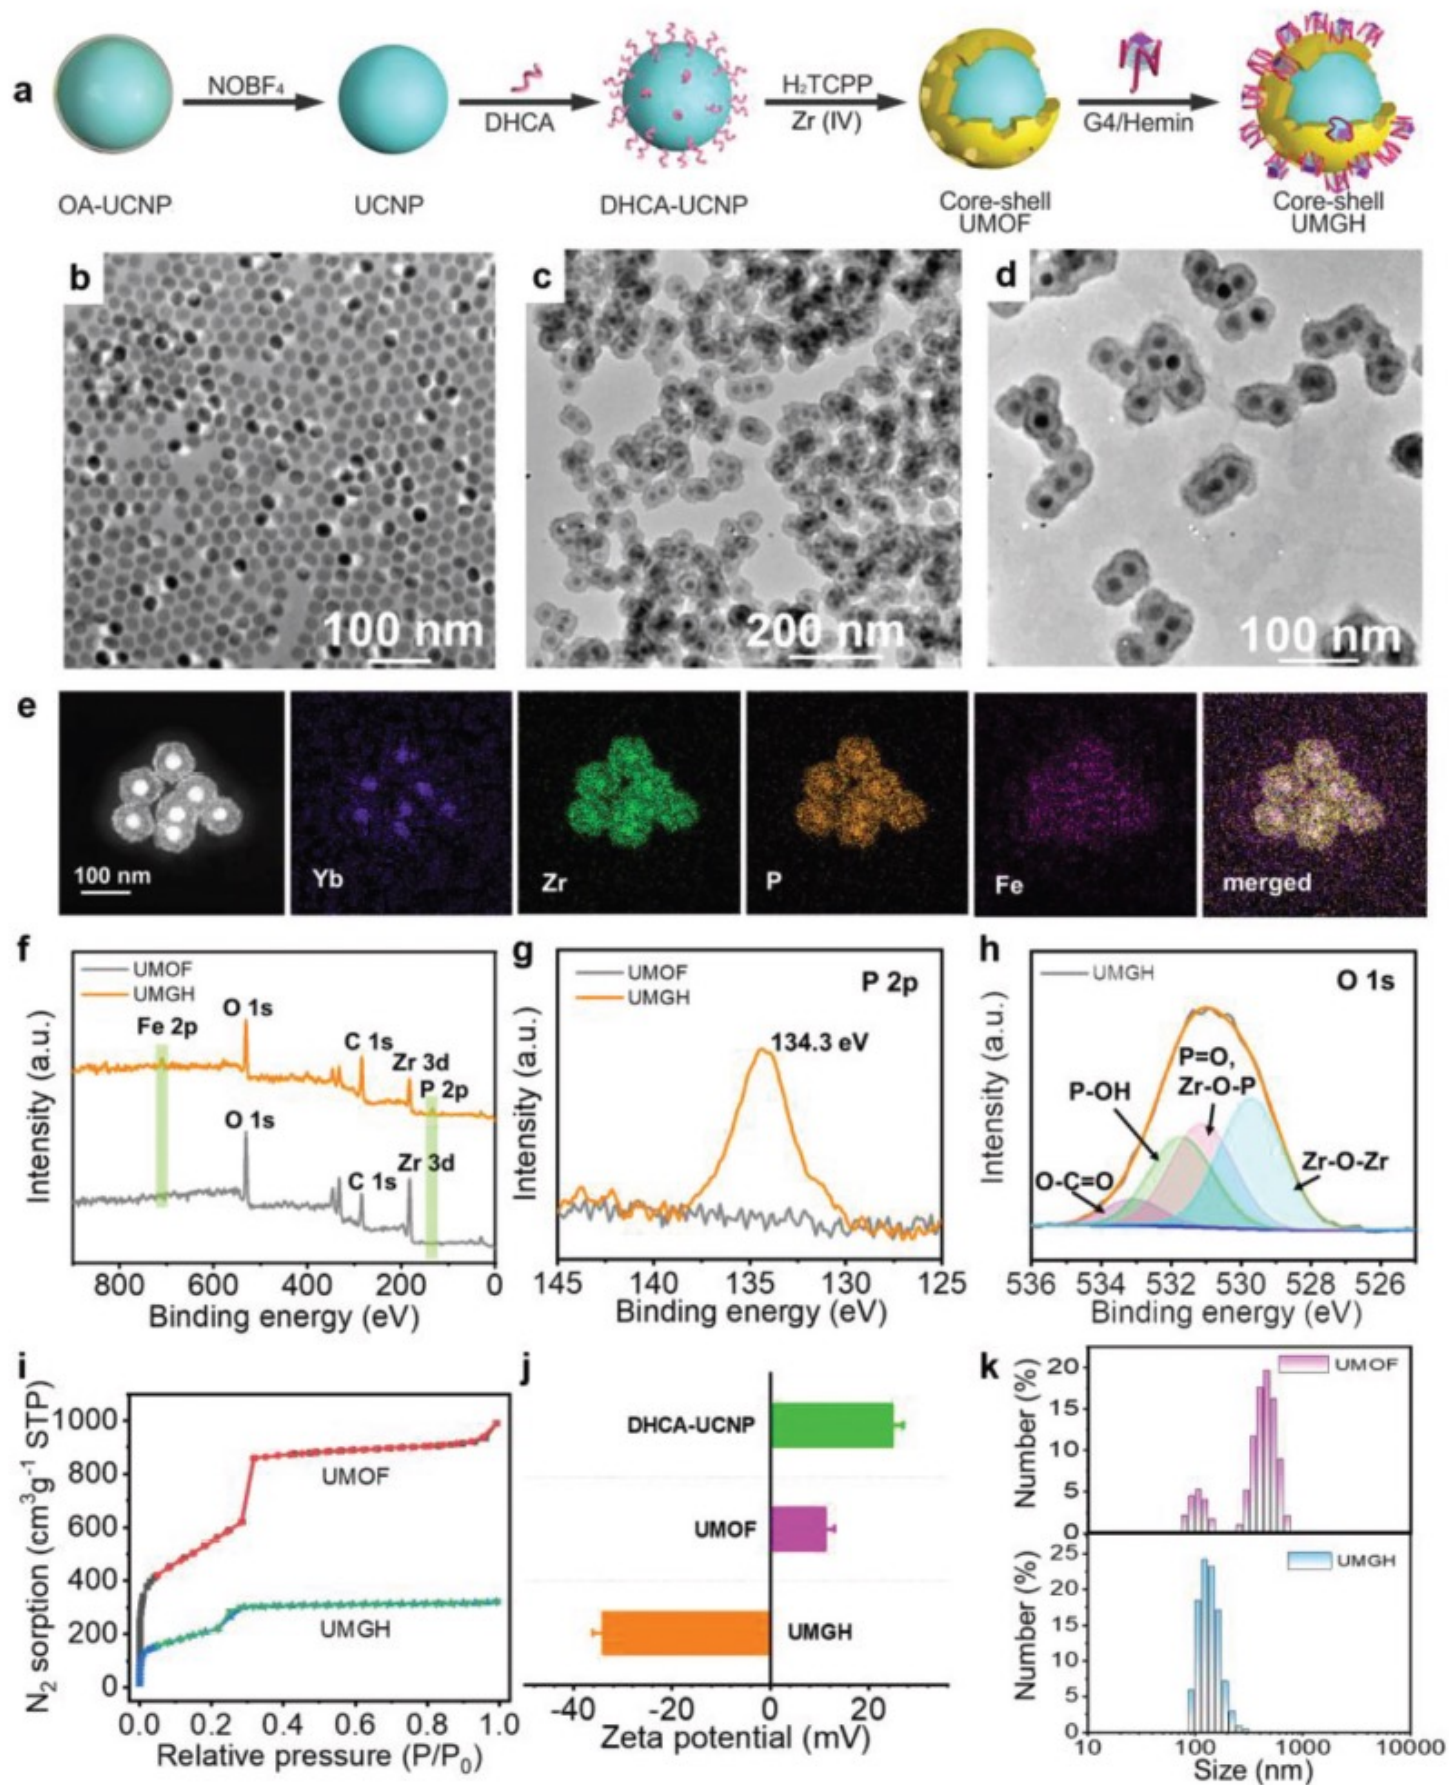 a
NOBF₄
DHCA
H₂TCPP
Zr (IV)
G4/Hemin
OA-UCNP
UCNP
DHCA-UCNP
Core-shell
UMOF
Core-shell
UMGH
b
100 nm
c
200 nm
d
100 nm
e
100 nm
Yb
Zr
P
Fe
merged
f
UMOF
UMGH
Fe 2p
O 1s
C 1s
Zr 3d
P 2p
O 1s
C 1s
Zr 3d
Intensity (a.u.)
800 600 400 200 0
Binding energy (eV)
g
UMOF
UMGH
P 2p
134.3 eV
Intensity (a.u.)
145 140 135 130 125
Binding energy (eV)
h
UMGH
O 1s
P=O,
Zr-O-P
P-OH
O-C=O
Zr-O-Zr
Intensity (a.u.)
536 534 532 530 528 526
Binding energy (eV)
i
N₂ sorption (cm³g⁻¹ STP)
1000
800
600
400
200
0
UMOF
UMGH
0.0 0.2 0.4 0.6 0.8 1.0
Relative pressure (P/P₀)
j
DHCA-UCNP
UMOF
UMGH
-40 -20 0 20
Zeta potential (mV)
k
Number (%)
20
15
10
5
0
UMOF
Number (%)
25
20
15
10
5
0
UMGH
10 100 1000 10000
Size (nm)